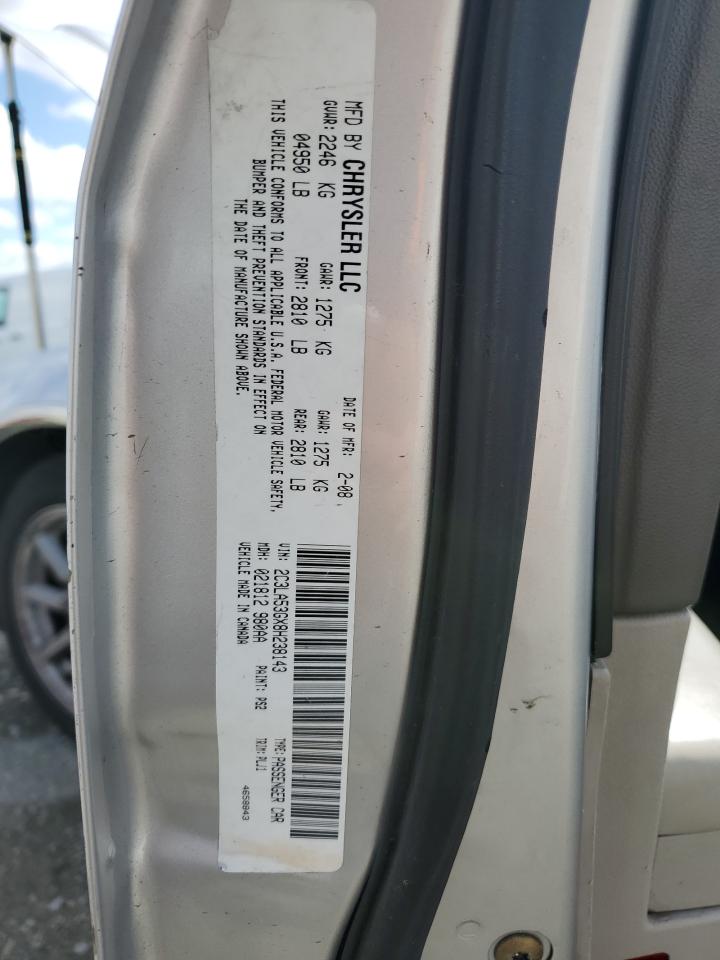 MFD BY CHRYSLER LLC
DATE OF MFR: 2-08
GVWR: 2246 KG
GAWR: 1275 KG
GAWR: 1275 KG
04950 LB
FRONT: 2810 LB
REAR: 2810 LB
THIS VEHICLE CONFORMS TO ALL APPLICABLE U.S.A. FEDERAL MOTOR VEHICLE SAFETY,
BUMPER AND THEFT PREVENTION STANDARDS IN EFFECT ON
THE DATE OF MANUFACTURE SHOWN ABOVE.
VIN: 2C3LA53GX8H238143
TYPE: PASSENGER CAR
MDH: 021812 980AA
PAINT: PS2
TRIM: PLJ1
VEHICLE MADE IN CANADA
4658843